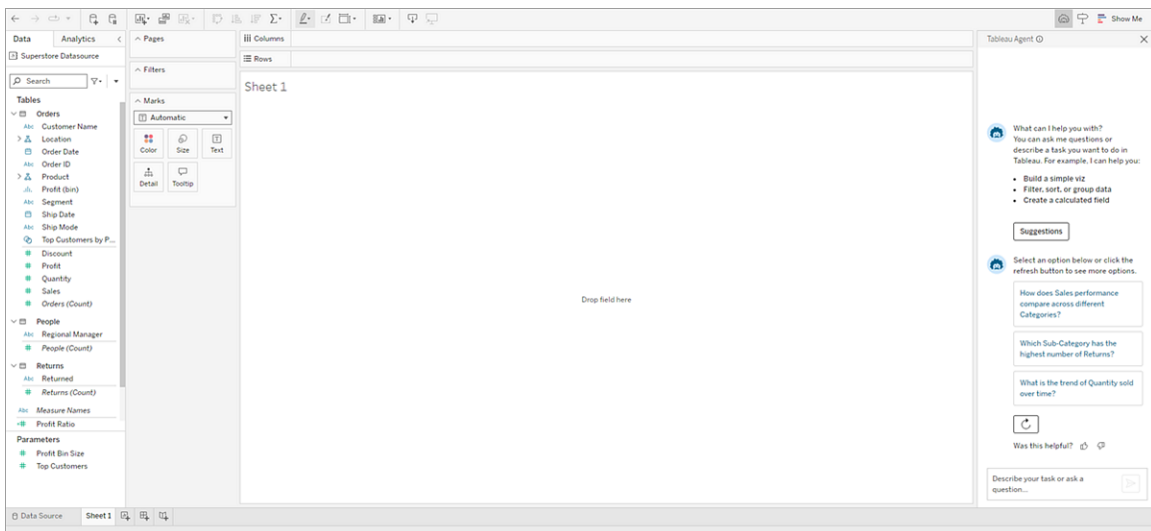 Show Me
Data Analytics
Superstore Datasource
Search
Tables
Orders
Abc Customer Name
Location
Order Date
Abc Order ID
Product
Profit (bin)
Abc Segment
Ship Date
Abc Ship Mode
Top Customers by P...
# Discount
# Profit
# Quantity
# Sales
# Orders (Count)
People
Abc Regional Manager
# People (Count)
Returns
Abc Returned
# Returns (Count)
Abc Measure Names
=# Profit Ratio
Parameters
# Profit Bin Size
# Top Customers
Pages
Filters
Marks
Automatic
Color Size Text
Detail Tooltip
Columns
Rows
Sheet 1
Drop field here
Tableau Agent
What can I help you with?
You can ask me questions or
describe a task you want to do in
Tableau. For example, I can help you:
• Build a simple viz
• Filter, sort, or group data
• Create a calculated field
Suggestions
Select an option below or click the
refresh button to see more options.
How does Sales performance
compare across different
Categories?
Which Sub-Category has the
highest number of Returns?
What is the trend of Quantity sold
over time?
Was this helpful?
Describe your task or ask a
question...
Data Source Sheet 1